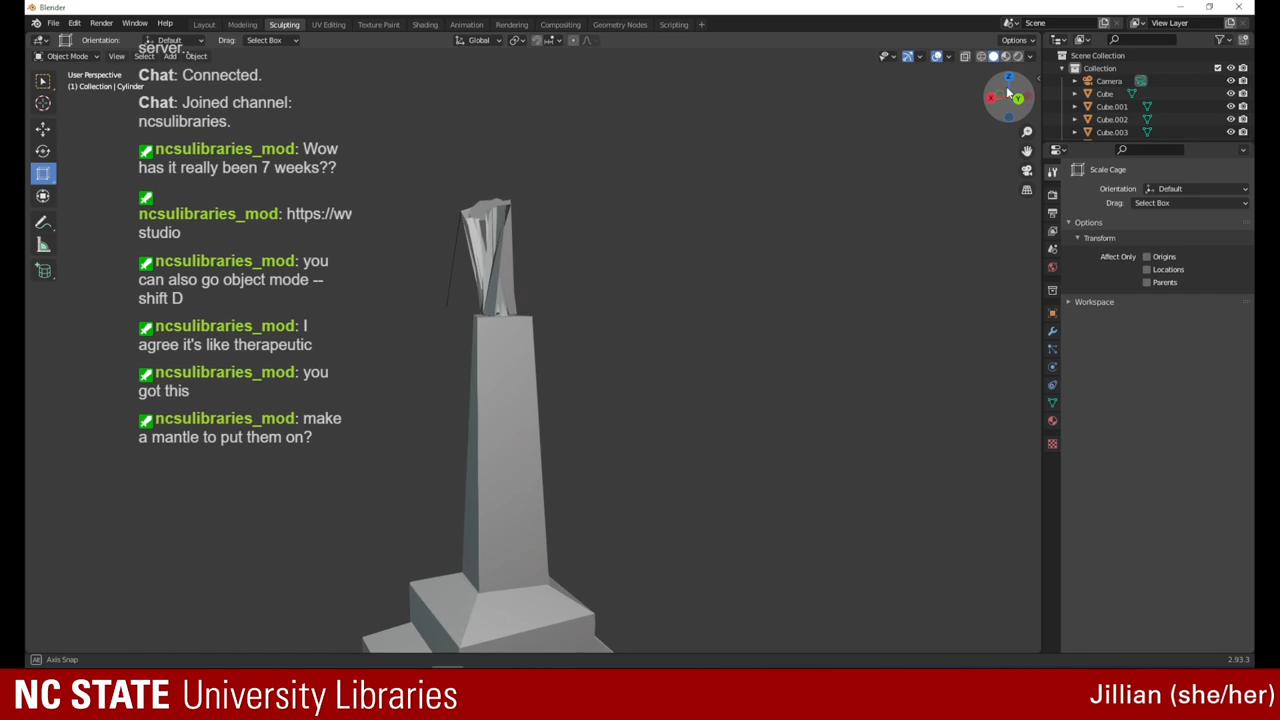 Blender
File Edit Render Window Help
Layout Modeling Sculpting UV Editing Texture Paint Shading Animation Rendering Compositing Geometry Nodes Scripting +
Scene
View Layer
Orientation: Default Drag: Select Box
Global
Options
server..
Object Mode View Select Add Object
User Perspective
(1) Collection | Cylinder
Chat: Connected.
Chat: Joined channel:
ncsulibraries.
ncsulibraries_mod: Wow
has it really been 7 weeks??
ncsulibraries_mod: https://wv
studio
ncsulibraries_mod: you
can also go object mode --
shift D
ncsulibraries_mod: I
agree it's like therapeutic
ncsulibraries_mod: you
got this
ncsulibraries_mod: make
a mantle to put them on?
Z
X
Y
Scene Collection
Collection
Camera
Cube
Cube.001
Cube.002
Cube.003
Scale Cage
Orientation Default
Drag: Select Box
Options
Transform
Affect Only Origins
Locations
Parents
Workspace
Alt Axis Snap
2.93.3
NC STATE University Libraries
Jillian (she/her)